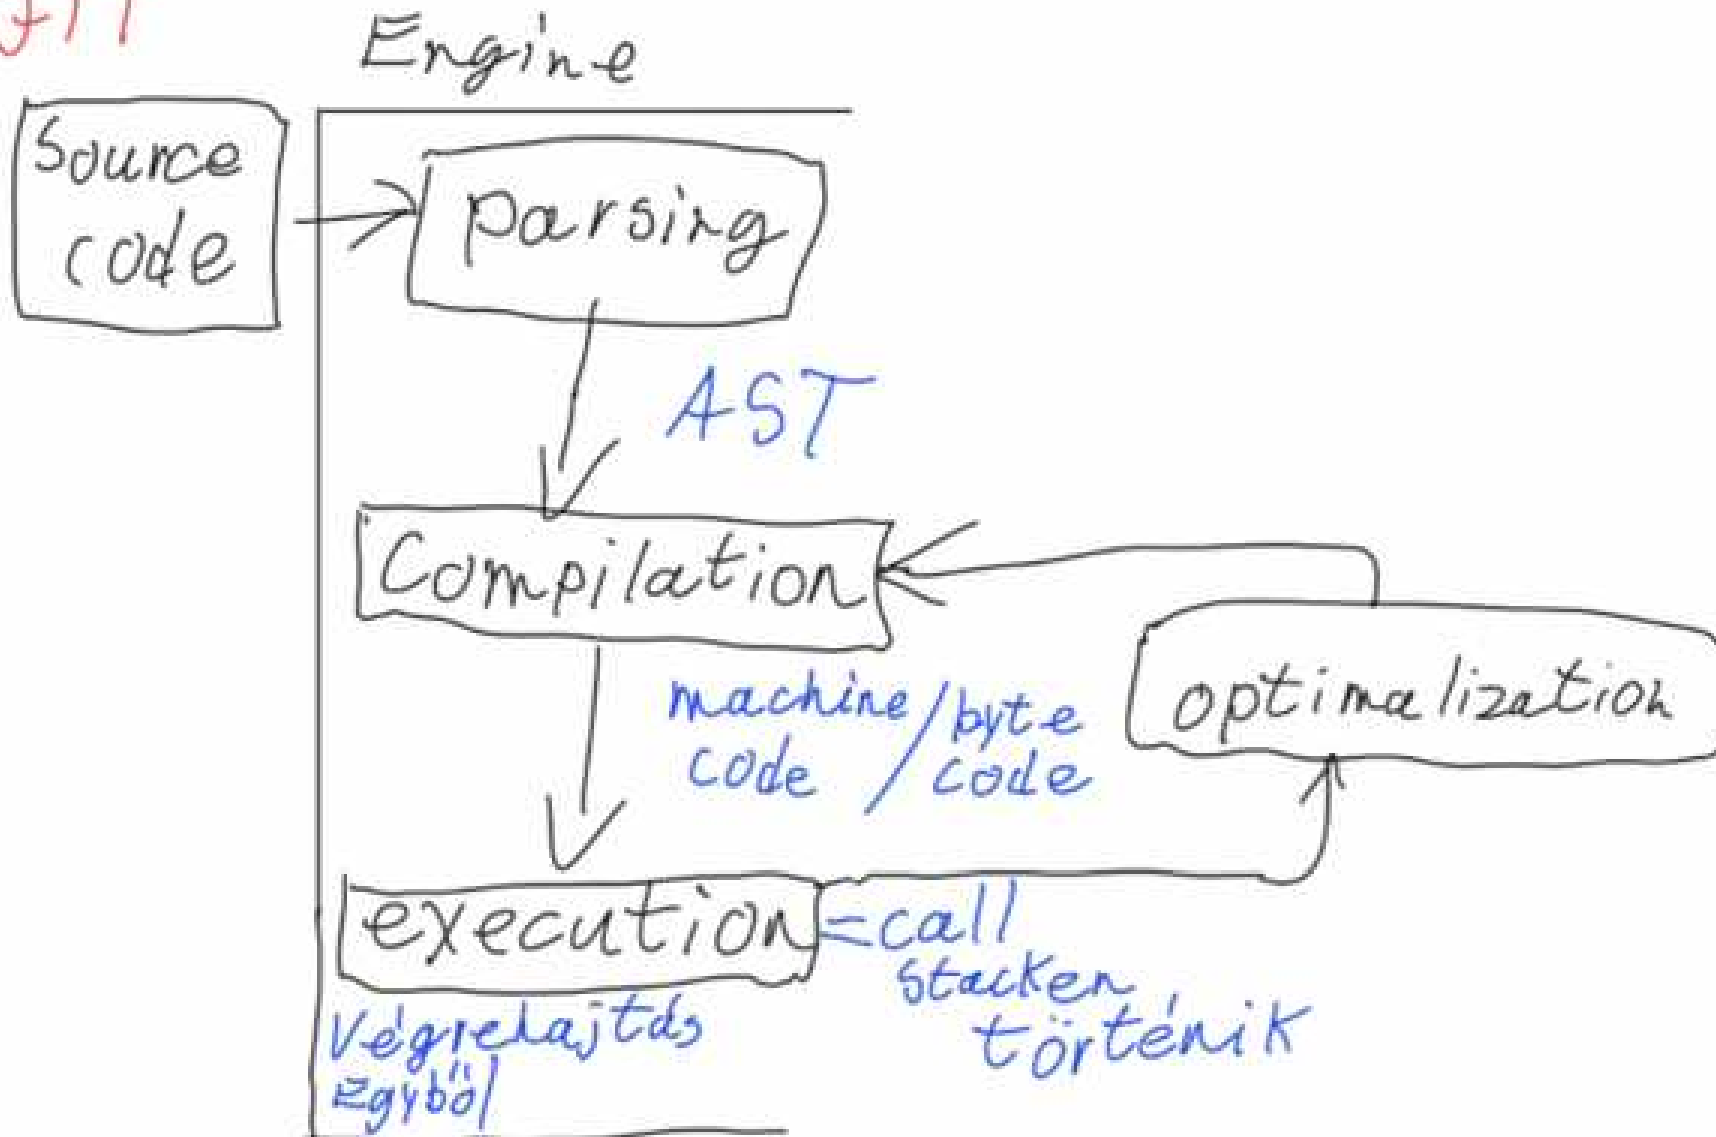 Engine
Source
code
parsing
AST
Compilation
machine/byte
code/code
optimalization
execution
=call
stacken
történik
Végrehajtás
Egyből